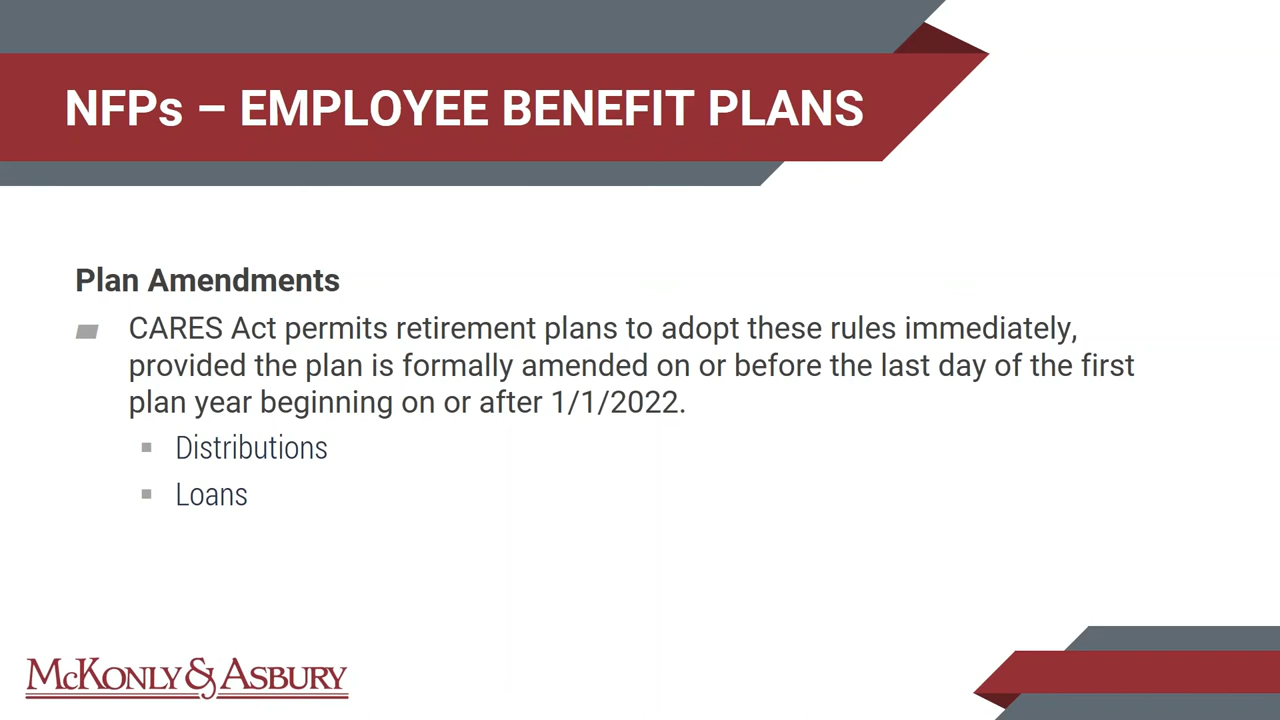 NFPs – EMPLOYEE BENEFIT PLANS
Plan Amendments
CARES Act permits retirement plans to adopt these rules immediately,
provided the plan is formally amended on or before the last day of the first
plan year beginning on or after 1/1/2022.
Distributions
Loans
McKonly & Asbury